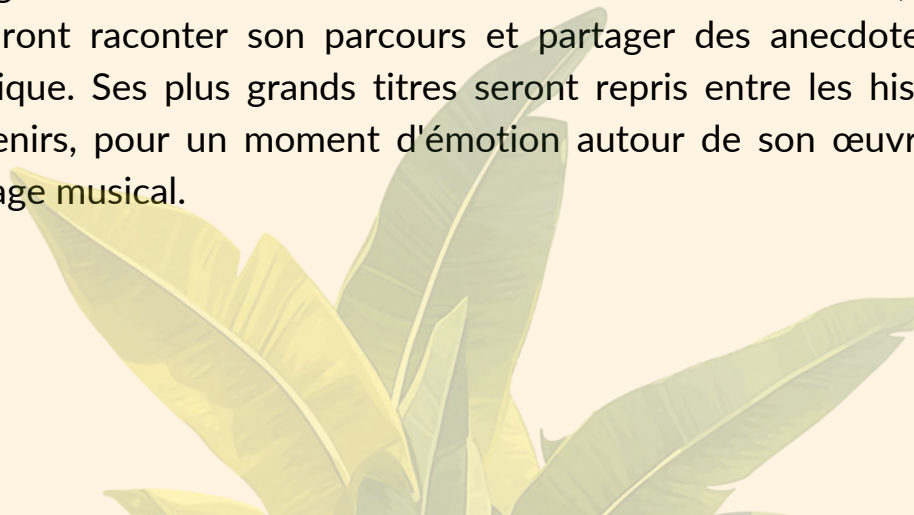 ront raconter son parcours et partager des anecdote
ique. Ses plus grands titres seront repris entre les his
enirs, pour un moment d'émotion autour de son œuvr
age musical.